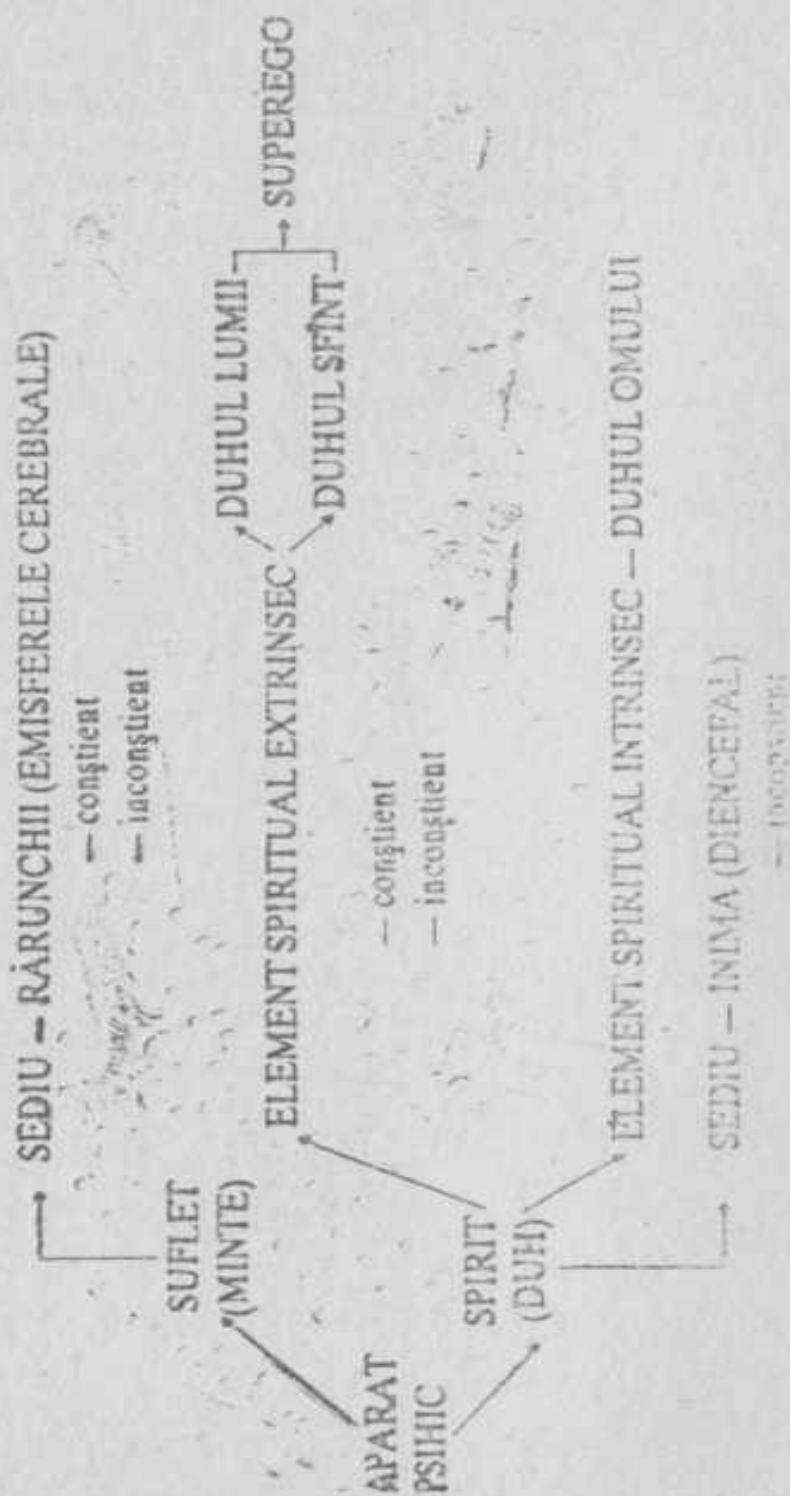 SEDIU – RĂRUNCHII (EMISFERELE CEREBRALE)
– conştient
– inconştient
SUFLET
(MINTE)
DUHUL LUMII
SUPEREGO
ELEMENT SPIRITUAL EXTRINSEC
DUHUL SFÎNT
– conştient
– inconştient
APARAT
PSIHIC
SPIRIT
(DUH)
ELEMENT SPIRITUAL INTRINSEC – DUHUL OMULUI
SEDIU – INIMA (DIENCEFAL)
– inconştient